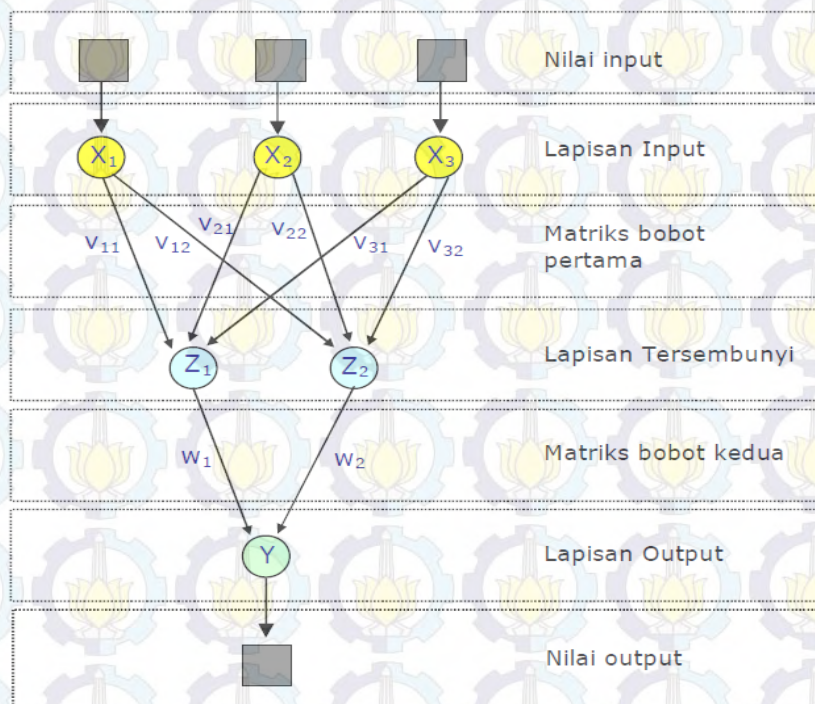 Nilai input
X₁ X₂ X₃
Lapisan Input
V₁₁ V₁₂ V₂₁ V₂₂ V₃₁ V₃₂
Matriks bobot
pertama
Z₁ Z₂
Lapisan Tersembunyi
W₁ W₂
Matriks bobot kedua
Y
Lapisan Output
Nilai output